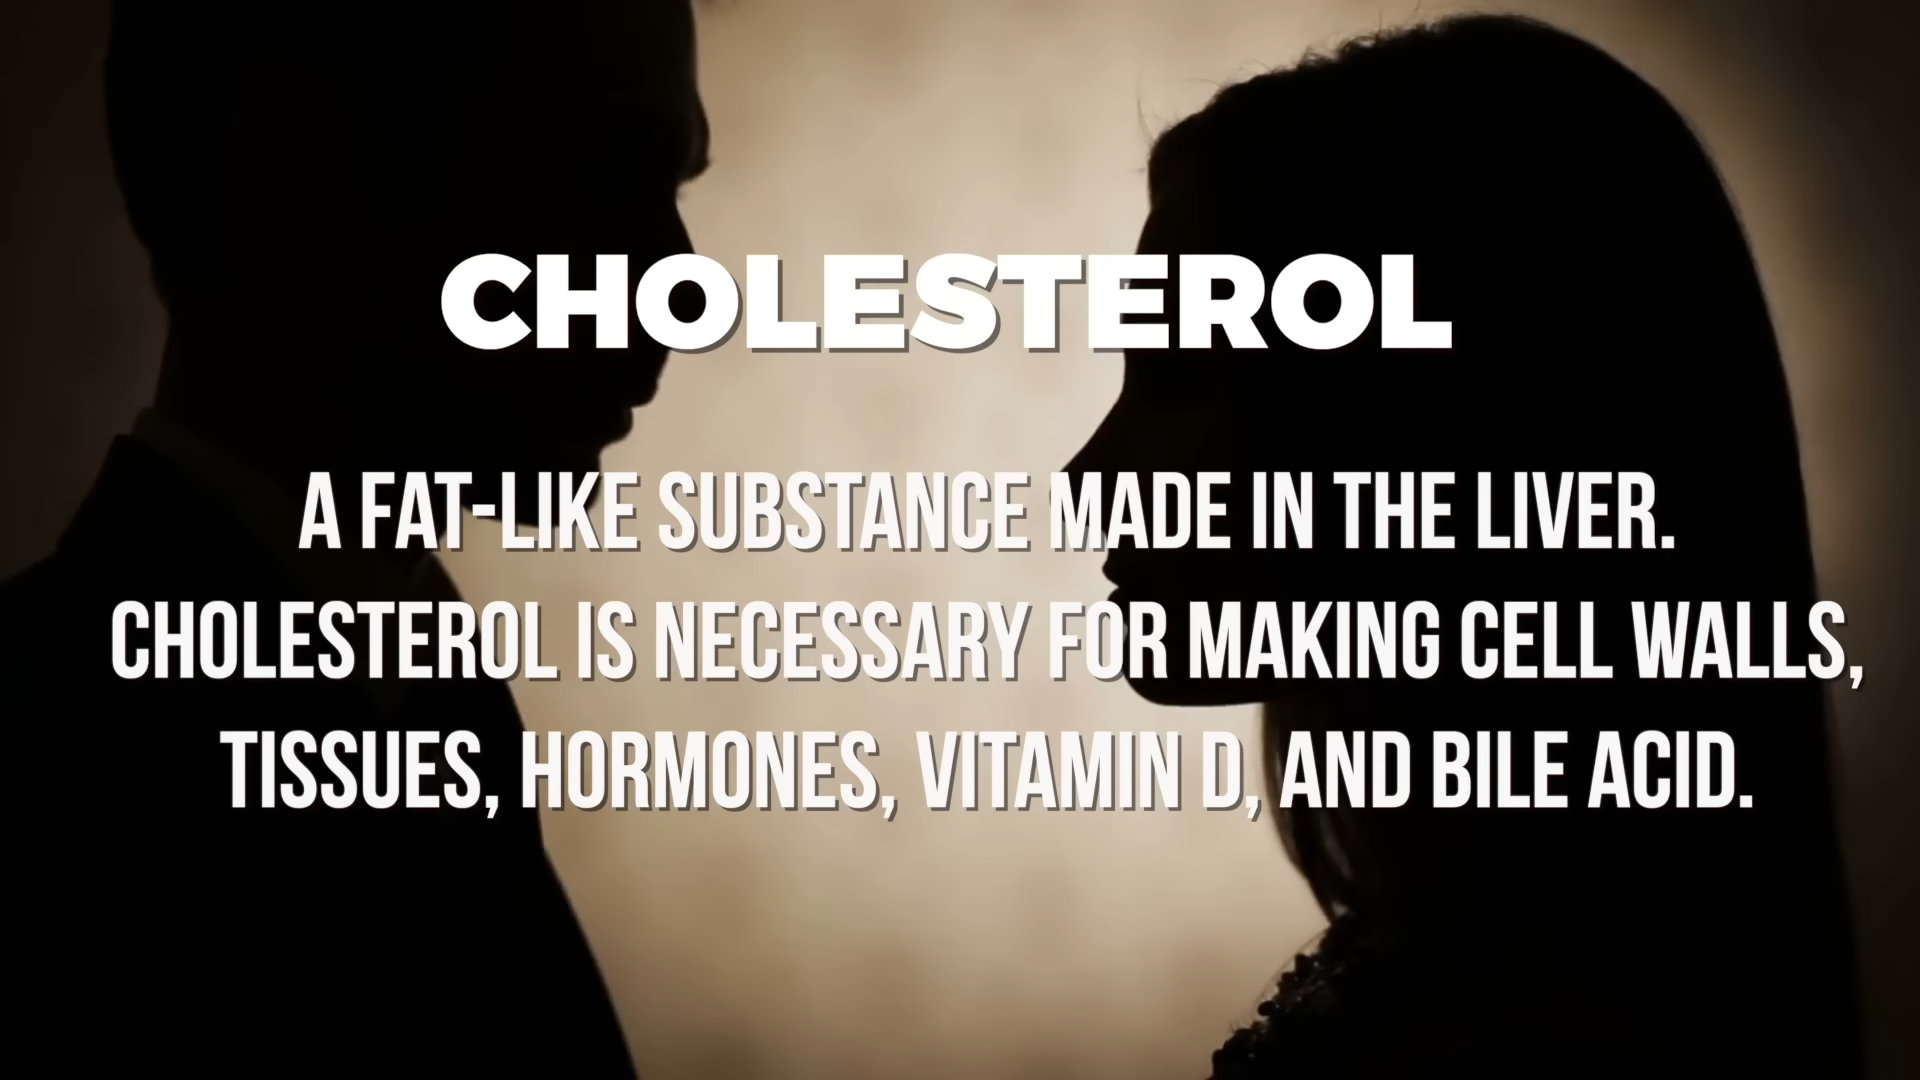 CHOLESTEROL
A FAT-LIKE SUBSTANCE MADE IN THE LIVER.
CHOLESTEROL IS NECESSARY FOR MAKING CELL WALLS,
TISSUES, HORMONES, VITAMIN D, AND BILE ACID.